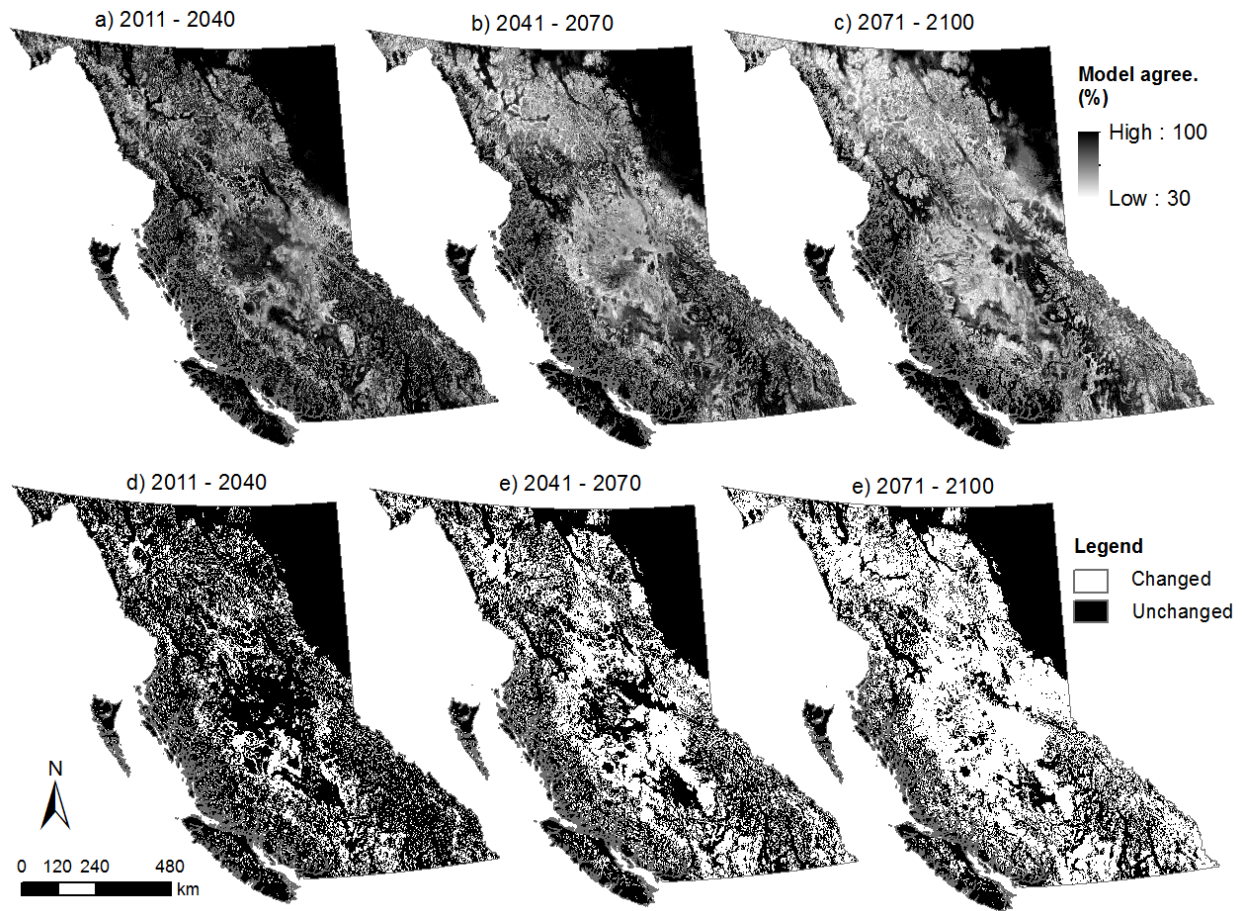 a) 2011 - 2040
b) 2041 - 2070
c) 2071 - 2100
Model agree.
(%)
High : 100
Low : 30
d) 2011 - 2040
e) 2041 - 2070
e) 2071 - 2100
Legend
Changed
Unchanged
N
0 120 240 480
km